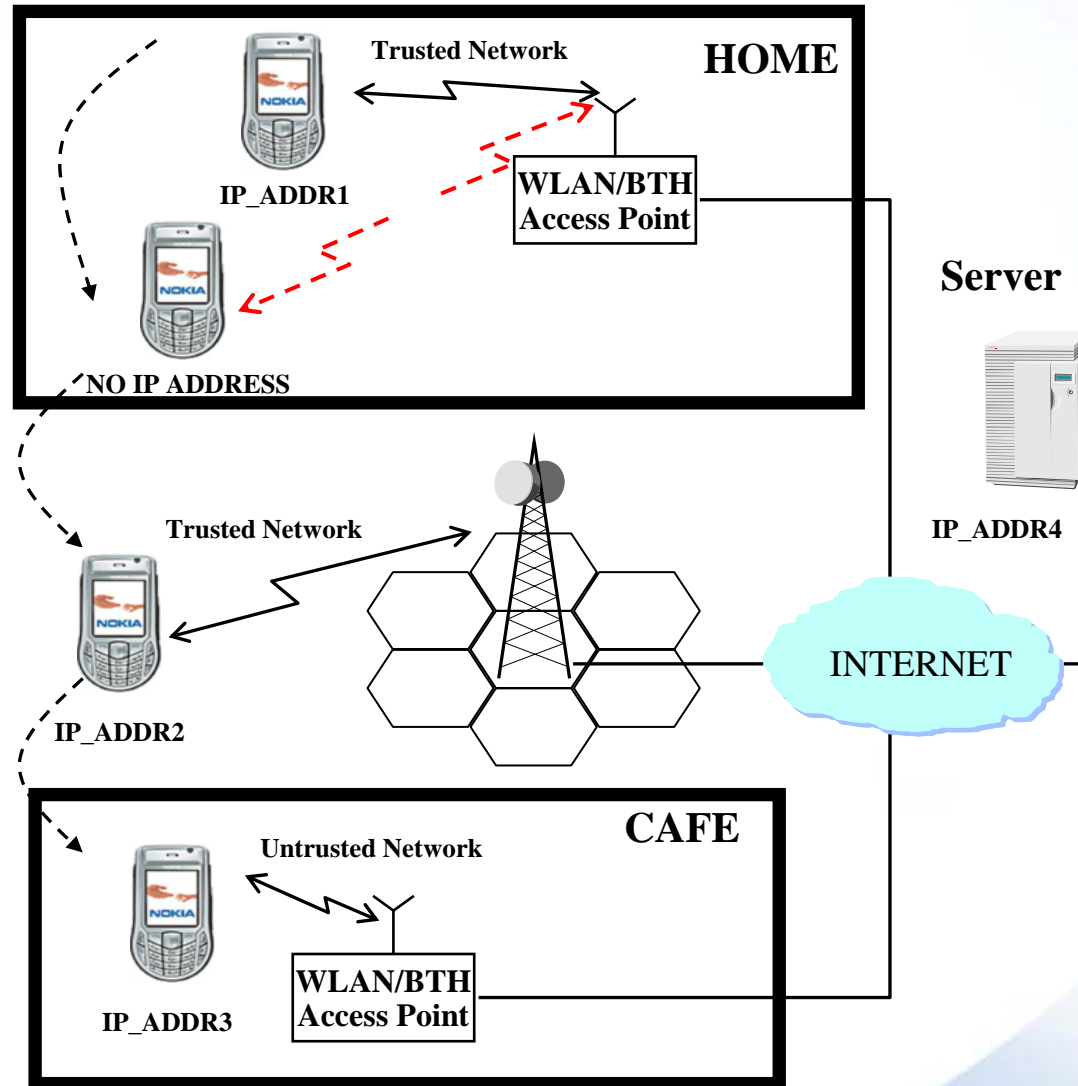 Trusted Network
HOME
NOKIA
IP_ADDR1
WLAN/BTH
Access Point
NOKIA
NO IP ADDRESS
Server
IP_ADDR4
Trusted Network
NOKIA
IP_ADDR2
INTERNET
CAFE
Untrusted Network
NOKIA
IP_ADDR3
WLAN/BTH
Access Point